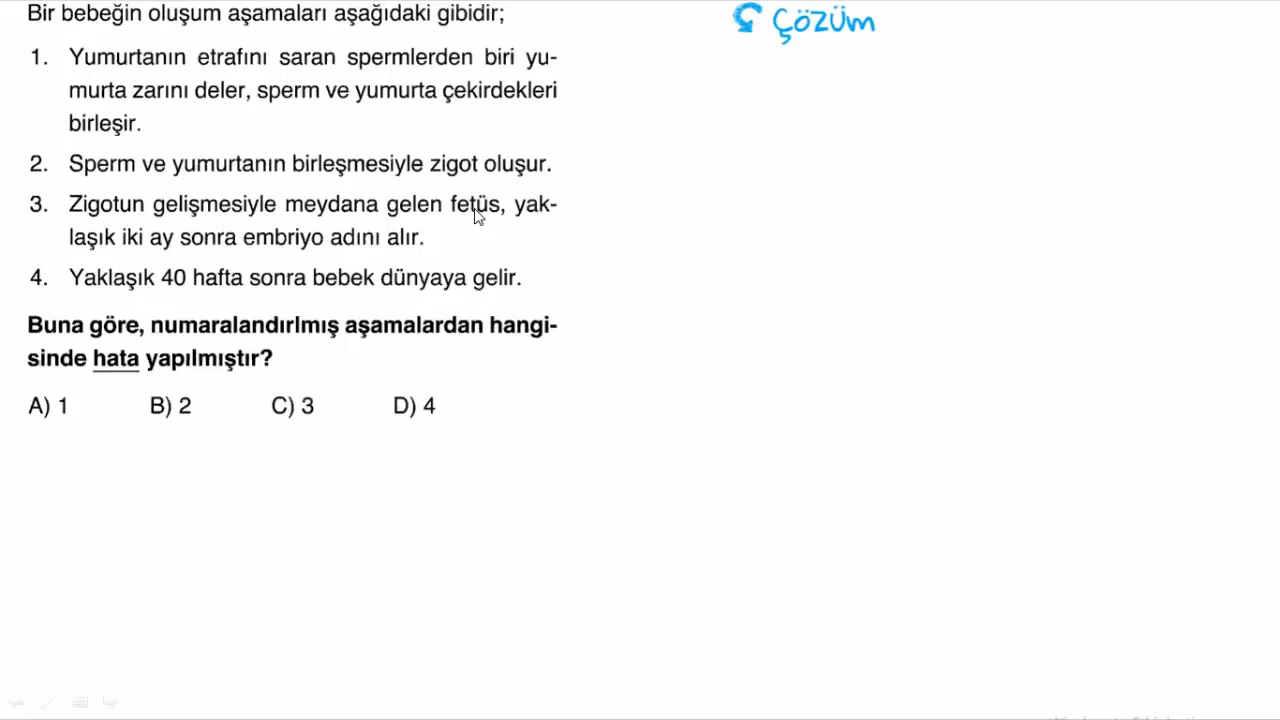 Bir bebeğin oluşum aşamaları aşağıdaki gibidir;
Çözüm
1. Yumurtanın etrafını saran spermlerden biri yu-
murta zarını deler, sperm ve yumurta çekirdekleri
birleşir.
2. Sperm ve yumurtanın birleşmesiyle zigot oluşur.
3. Zigotun gelişmesiyle meydana gelen fetüs, yak-
laşık iki ay sonra embriyo adını alır.
4. Yaklaşık 40 hafta sonra bebek dünyaya gelir.
Buna göre, numaralandırlmış aşamalardan hangi-
sinde hata yapılmıştır?
A) 1 B) 2 C) 3 D) 4